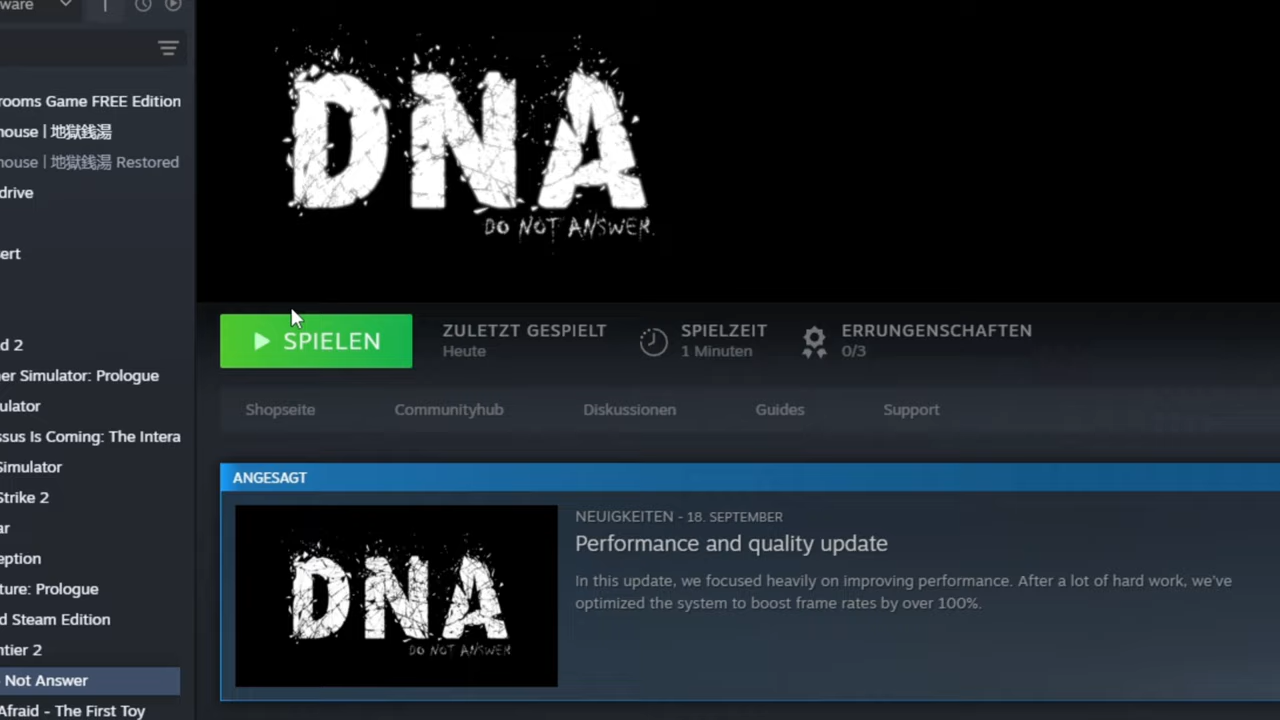 ware
rooms Game FREE Edition
house | 地獄銭湯
house | 地獄銭湯 Restored
drive
ert
d 2
er Simulator: Prologue
ulator
ssus Is Coming: The Intera
Simulator
Strike 2
ar
eption
ture: Prologue
d Steam Edition
ntier 2
Not Answer
Afraid - The First Toy
DNA
DO NOT ANSWER.
SPIELEN
ZULETZT GESPIELT
Heute
SPIELZEIT
1 Minuten
ERRUNGENSCHAFTEN
0/3
Shopseite Communityhub Diskussionen Guides Support
ANGESAGT
DNA
DO NOT ANSWER
NEUIGKEITEN - 18. SEPTEMBER
Performance and quality update
In this update, we focused heavily on improving performance. After a lot of hard work, we've
optimized the system to boost frame rates by over 100%.